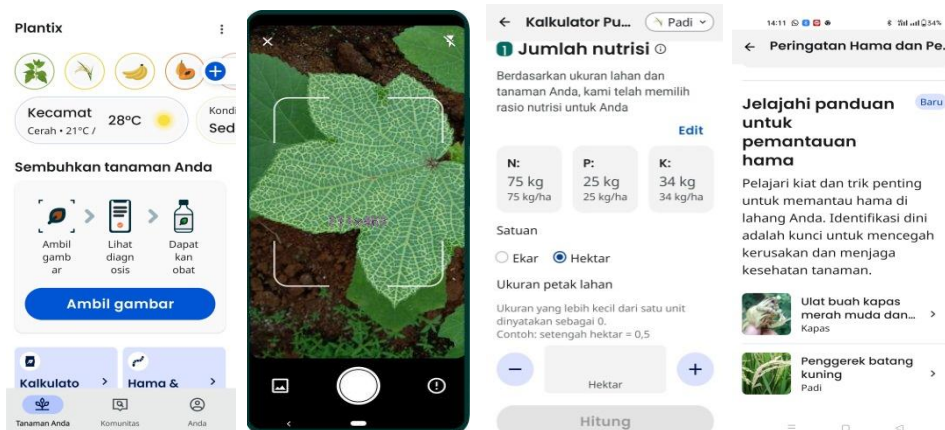 Plantix
Kecamat
Cerah • 21°C /
28°C
Kondi
Sed
Sembuhkan tanaman Anda
Ambil
gamb
ar
Lihat
diagn
osis
Dapat
kan
obat
Ambil gambar
Kalkulato
Hama &
Tanaman Anda
Komunitas
Anda
Kalkulator Pu...
Padi
1 Jumlah nutrisi
Berdasarkan ukuran lahan dan
tanaman Anda, kami telah memilih
rasio nutrisi untuk Anda
Edit
N:
75 kg
75 kg/ha
P:
25 kg
25 kg/ha
K:
34 kg
34 kg/ha
Satuan
Ekar
Hektar
Ukuran petak lahan
Ukuran yang lebih kecil dari satu unit
dinyatakan sebagai 0.
Contoh: setengah hektar = 0,5
Hektar
Hitung
14:11
54%
Peringatan Hama dan Pe.
Jelajahi panduan
untuk
pemantauan
hama
Baru
Pelajari kiat dan trik penting
untuk memantau hama di
lahang Anda. Identifikasi dini
adalah kunci untuk mencegah
kerusakan dan menjaga
kesehatan tanaman.
Ulat buah kapas
merah muda dan...
Kapas
Penggerek batang
kuning
Padi